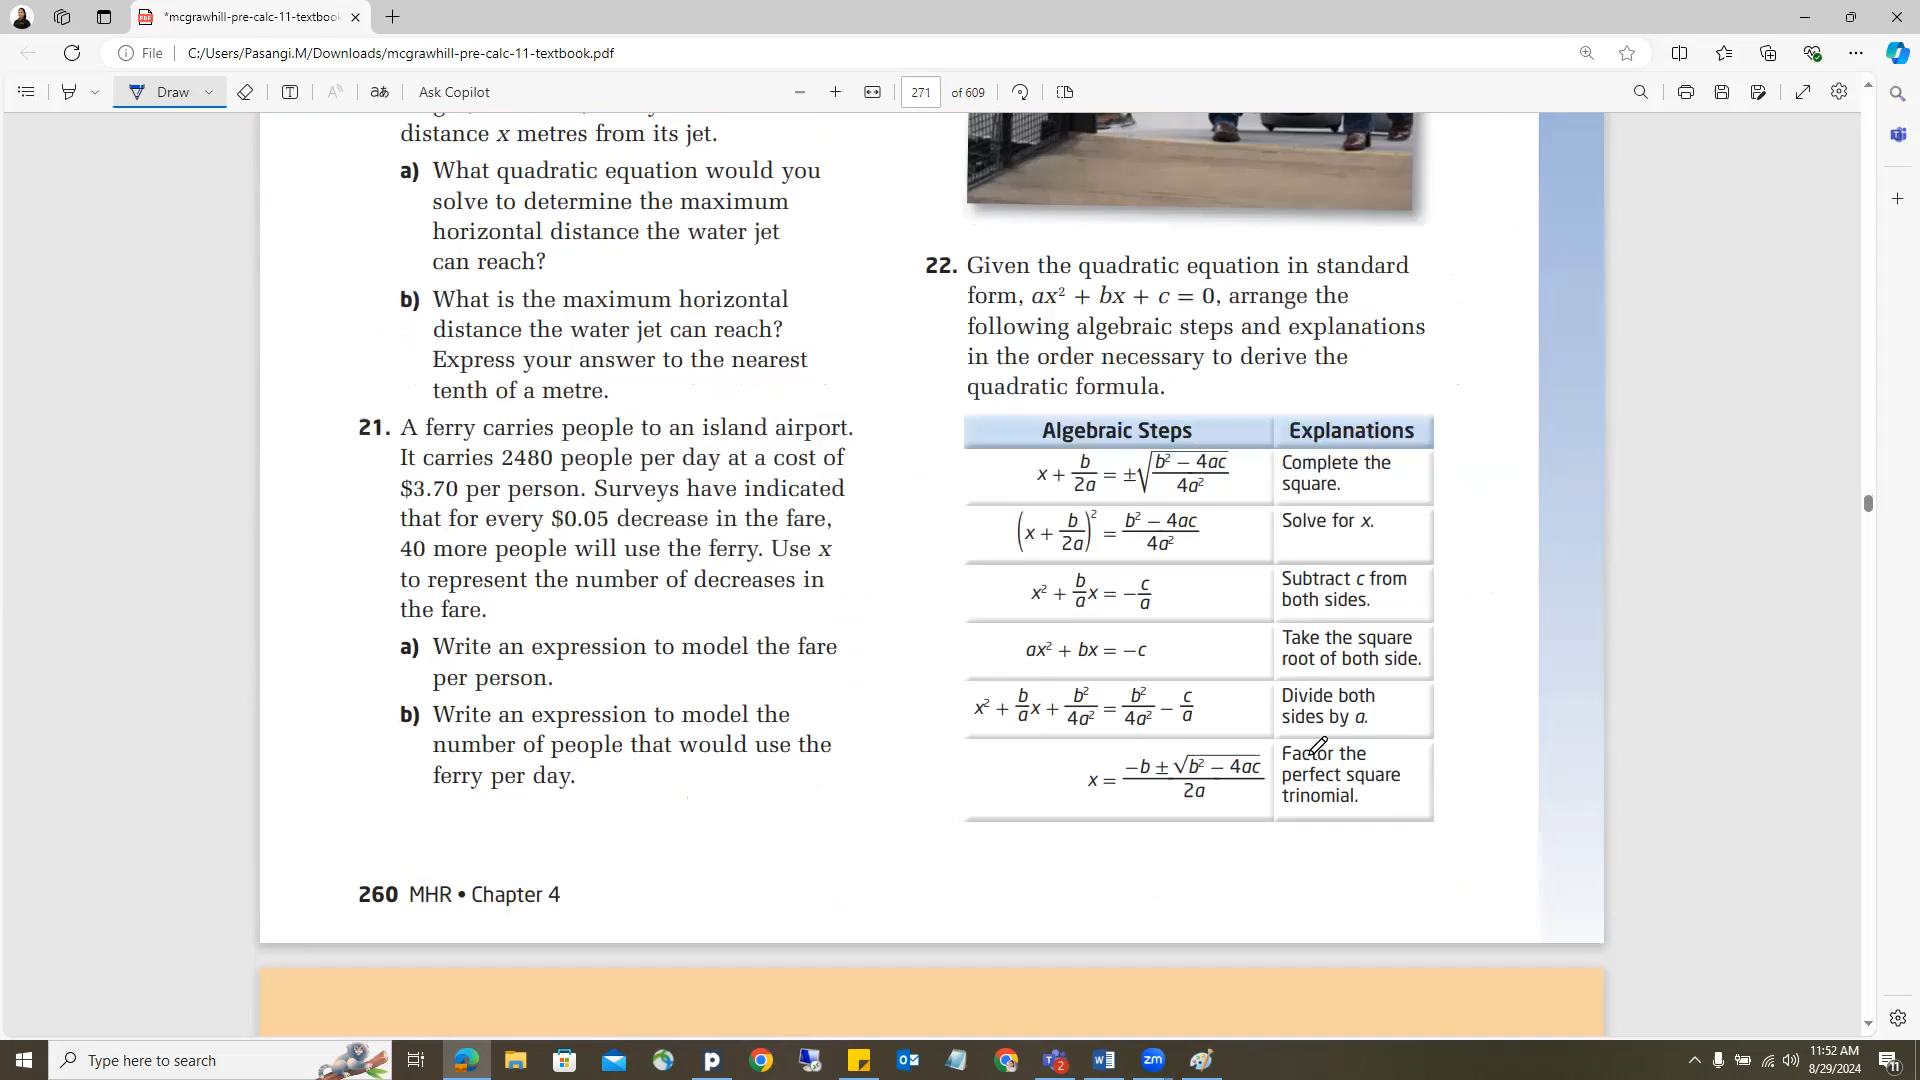 *mcgrawhill-pre-calc-11-textbook
File C:/Users/Pasangi.M/Downloads/mcgrawhill-pre-calc-11-textbook.pdf
Draw aあ Ask Copilot 271 of 609
distance x metres from its jet.
a) What quadratic equation would you
solve to determine the maximum
horizontal distance the water jet
can reach?
b) What is the maximum horizontal
distance the water jet can reach?
Express your answer to the nearest
tenth of a metre.
21. A ferry carries people to an island airport.
It carries 2480 people per day at a cost of
$3.70 per person. Surveys have indicated
that for every $0.05 decrease in the fare,
40 more people will use the ferry. Use x
to represent the number of decreases in
the fare.
a) Write an expression to model the fare
per person.
b) Write an expression to model the
number of people that would use the
ferry per day.
22. Given the quadratic equation in standard
form, ax² + bx + c = 0, arrange the
following algebraic steps and explanations
in the order necessary to derive the
quadratic formula.
Algebraic Steps Explanations
x + b/2a = ±√((b² − 4ac)/4a²) Complete the
square.
(x + b/2a)² = (b² − 4ac)/4a² Solve for x.
x² + b/a x = −c/a Subtract c from
both sides.
ax² + bx = −c Take the square
root of both side.
x² + b/a x + b²/4a² = b²/4a² − c/a Divide both
sides by a.
x = (−b ± √(b² − 4ac))/2a Factor the
perfect square
trinomial.
260 MHR • Chapter 4
Type here to search
11:52 AM
8/29/2024